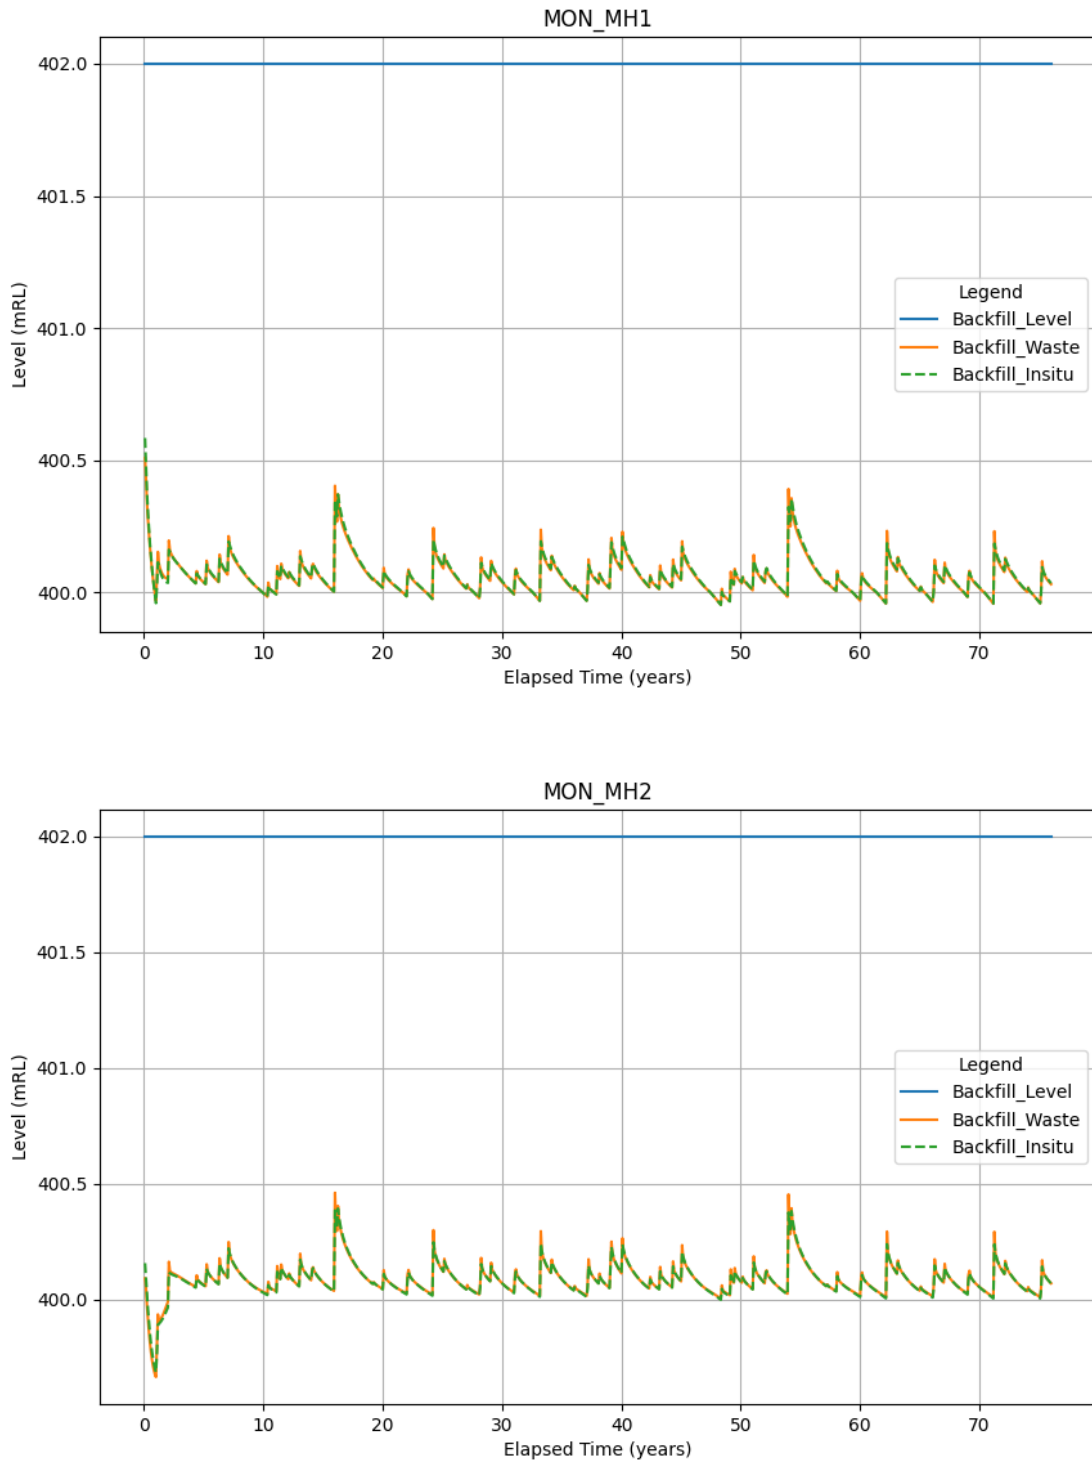 MON_MH1
402.0
401.5
401.0
400.5
400.0
Level (mRL)
Legend
Backfill_Level
Backfill_Waste
Backfill_Insitu
0 10 20 30 40 50 60 70
Elapsed Time (years)
MON_MH2
402.0
401.5
401.0
400.5
400.0
Level (mRL)
Legend
Backfill_Level
Backfill_Waste
Backfill_Insitu
0 10 20 30 40 50 60 70
Elapsed Time (years)